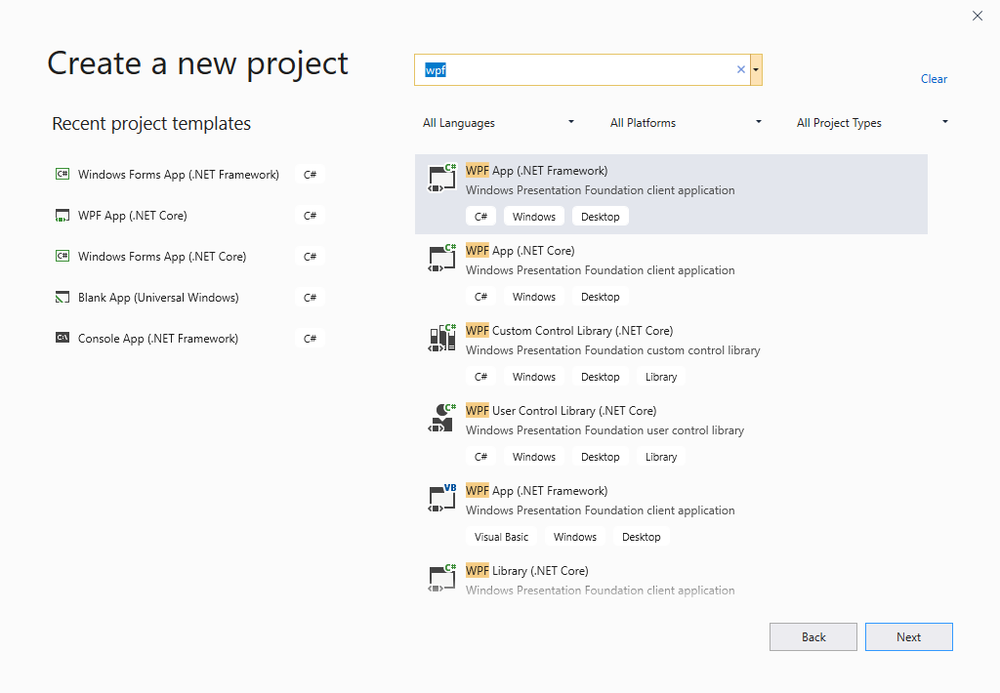 Create a new project
wpf
Clear
Recent project templates
All Languages
All Platforms
All Project Types
C# Windows Forms App (.NET Framework) C#
WPF App (.NET Core) C#
C# Windows Forms App (.NET Core) C#
Blank App (Universal Windows) C#
C:\ Console App (.NET Framework) C#
C# WPF App (.NET Framework)
Windows Presentation Foundation client application
C# Windows Desktop
C# WPF App (.NET Core)
Windows Presentation Foundation client application
C# Windows Desktop
C# WPF Custom Control Library (.NET Core)
Windows Presentation Foundation custom control library
C# Windows Desktop Library
C# WPF User Control Library (.NET Core)
Windows Presentation Foundation user control library
C# Windows Desktop Library
VB WPF App (.NET Framework)
Windows Presentation Foundation client application
Visual Basic Windows Desktop
C# WPF Library (.NET Core)
Windows Presentation Foundation client application
Back
Next